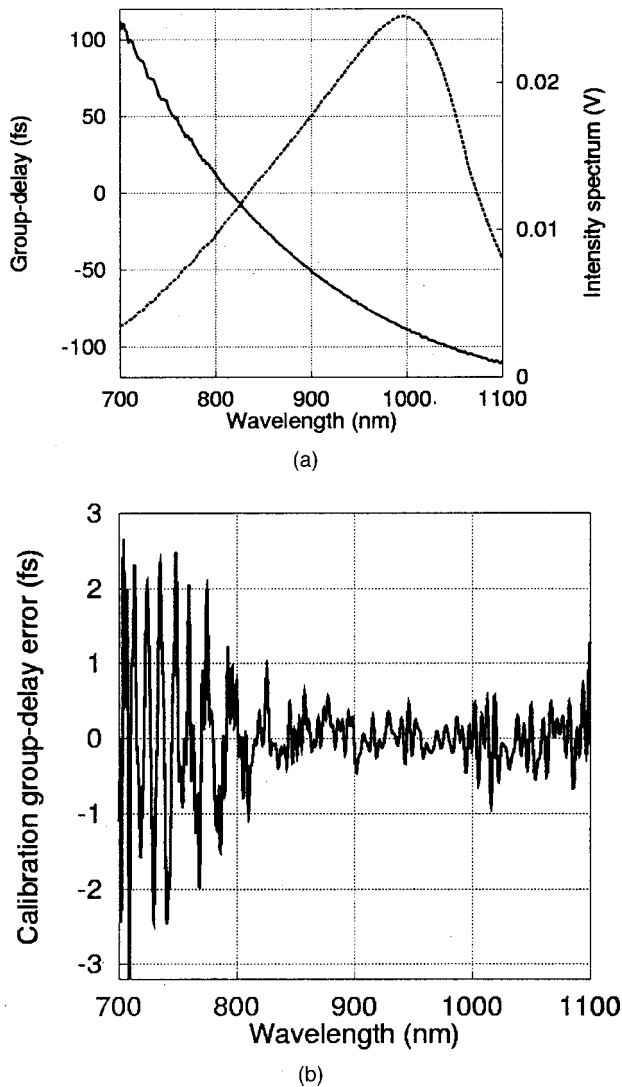 Group-delay (fs)
100
50
0
-50
-100
Intensity spectrum (V)
0.02
0.01
0
700 800 900 1000 1100
Wavelength (nm)
(a)
Calibration group-delay error (fs)
3
2
1
0
-1
-2
-3
700 800 900 1000 1100
Wavelength (nm)
(b)